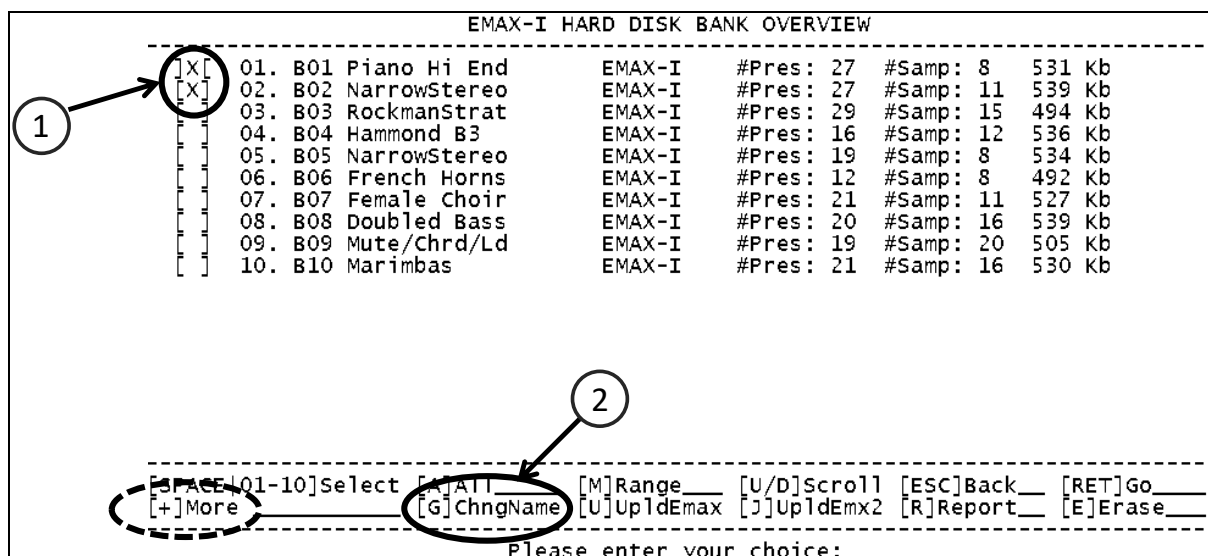 EMAX-I HARD DISK BANK OVERVIEW
]X[ 01. B01 Piano Hi End EMAX-I #Pres: 27 #Samp: 8 531 Kb
[X] 02. B02 NarrowStereo EMAX-I #Pres: 27 #Samp: 11 539 Kb
[ ] 03. B03 RockmanStrat EMAX-I #Pres: 29 #Samp: 15 494 Kb
1
[ ] 04. B04 Hammond B3 EMAX-I #Pres: 16 #Samp: 12 536 Kb
[ ] 05. B05 NarrowStereo EMAX-I #Pres: 19 #Samp: 8 534 Kb
[ ] 06. B06 French Horns EMAX-I #Pres: 12 #Samp: 8 492 Kb
[ ] 07. B07 Female Choir EMAX-I #Pres: 21 #Samp: 11 527 Kb
[ ] 08. B08 Doubled Bass EMAX-I #Pres: 20 #Samp: 16 539 Kb
[ ] 09. B09 Mute/Chrd/Ld EMAX-I #Pres: 19 #Samp: 20 505 Kb
[ ] 10. B10 Marimbas EMAX-I #Pres: 21 #Samp: 16 530 Kb
2
[SPACE|01-10]Select [A]All______ [M]Range___ [U/D]Scroll [ESC]Back__ [RET]Go____
[+]More ____________ [G]ChngName [U]UpldEmax [J]UpldEmx2 [R]Report__ [E]Erase___
Please enter your choice: